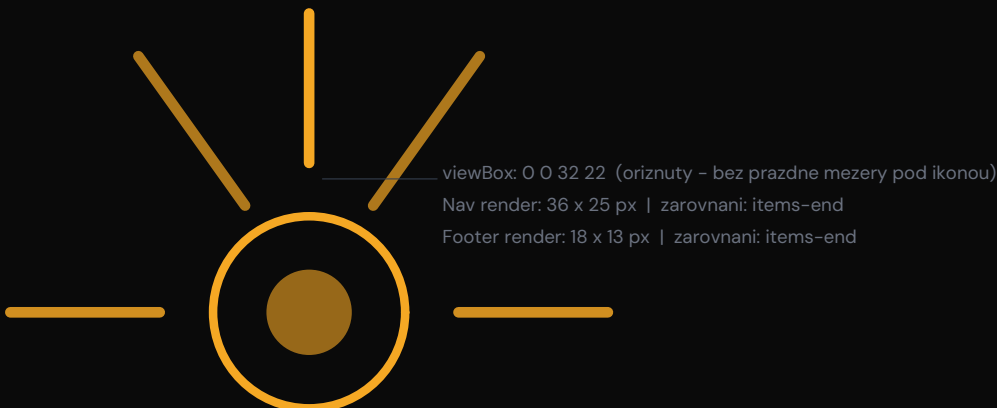 viewBox: 0 0 32 22 (oriznuty - bez prazdne mezery pod ikonou)
Nav render: 36 x 25 px | zarovnani: items-end
Footer render: 18 x 13 px | zarovnani: items-end